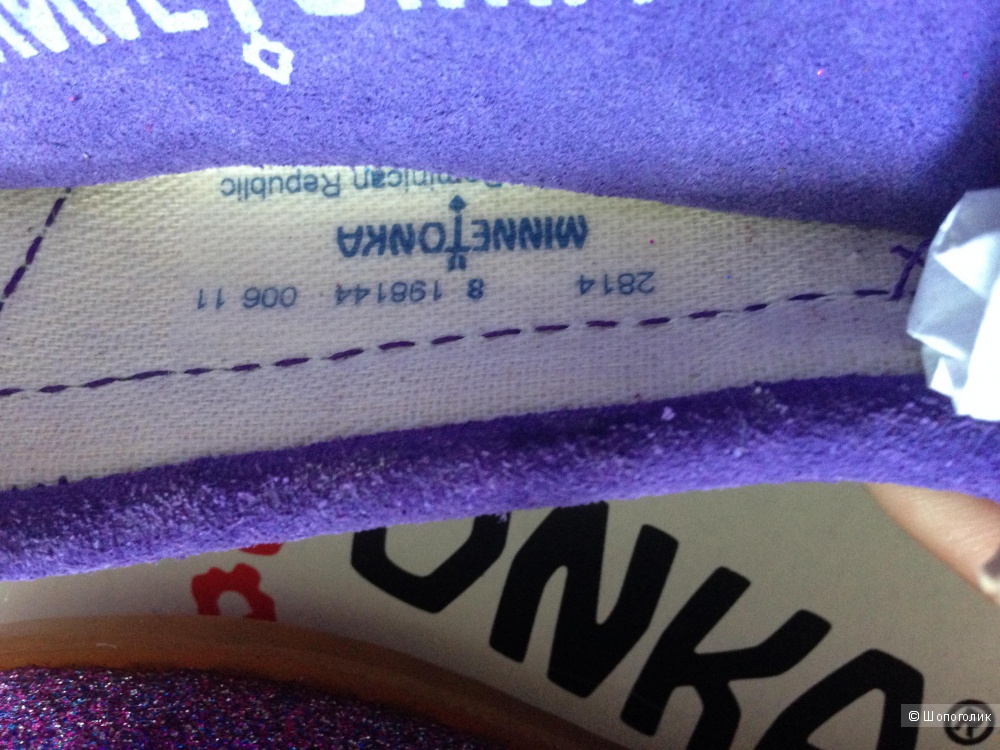 2814 8 198144 006 11
MINNETONKA
Dominican Republic
ONKA ®
© Шопоголик